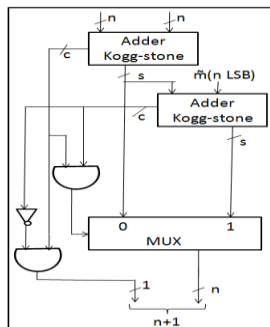 n n
Adder
Kogg-stone
c
s
m̃(n LSB)
Adder
Kogg-stone
c
s
0 1
MUX
1 n
n+1